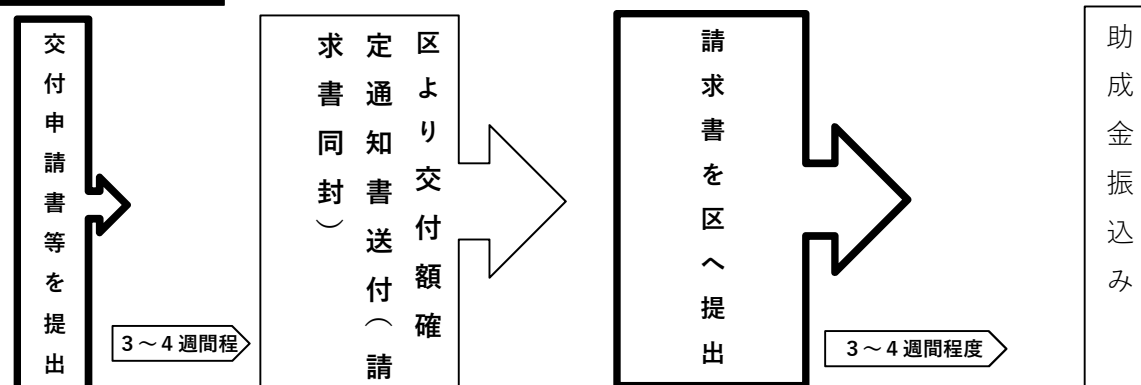 交付申請書等を提出
3～4週間程
区より交付額確
定通知書送付（請
求書同封）
請求書を区へ提出
3～4週間程度
助成金振込み